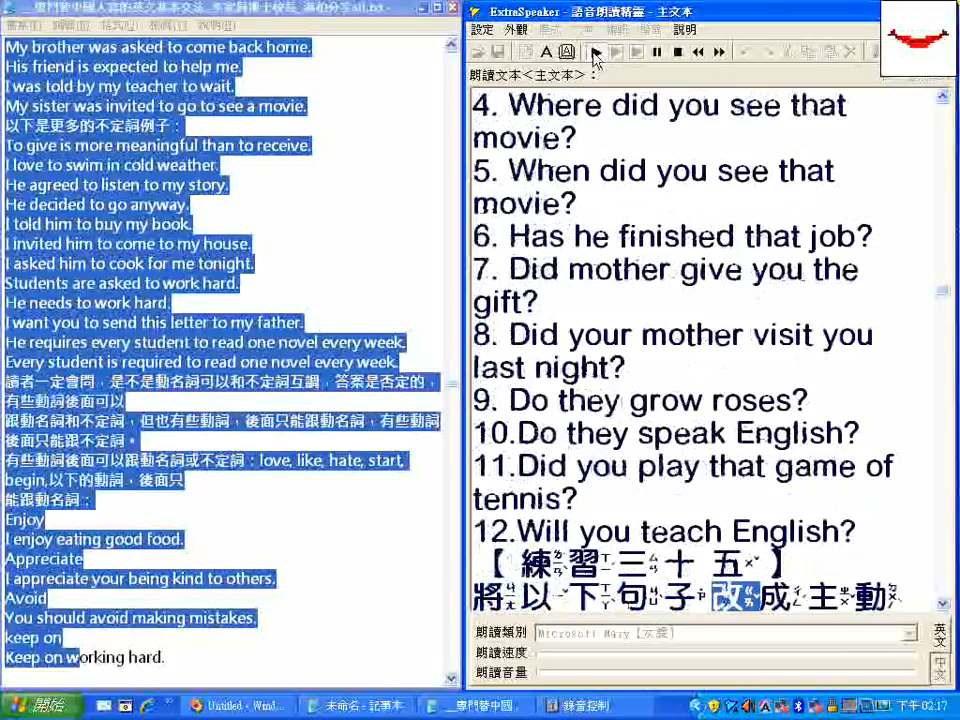 My brother was asked to come back home.
His friend is expected to help me.
I was told by my teacher to wait.
My sister was invited to go to see a movie.
以下是更多的不定詞例子：
To give is more meaningful than to receive.
I love to swim in cold weather.
He agreed to listen to my story.
He decided to go anyway.
I told him to buy my book.
I invited him to come to my house.
I asked him to cook for me tonight.
Students are asked to work hard.
He needs to work hard.
I want you to send this letter to my father.
He requires every student to read one novel every week.
Every student is required to read one novel every week.
讀者一定會問，是不是動名詞可以和不定詞互調，答案是否定的，
有些動詞後面可以
跟動名詞和不定詞，但也有些動詞，後面只能跟動名詞，有些動詞
後面只能跟不定詞。
有些動詞後面可以跟動名詞或不定詞：love, like, hate, start,
begin,以下的動詞，後面只
能跟動名詞：
Enjoy
I enjoy eating good food.
Appreciate
I appreciate your being kind to others.
Avoid
You should avoid making mistakes.
keep on
Keep on working hard.
ExtraSpeaker - 語音朗讀精靈 - 主文本
設定 外觀 說明
朗讀文本<主文本>：
4. Where did you see that
movie?
5. When did you see that
movie?
6. Has he finished that job?
7. Did mother give you the
gift?
8. Did your mother visit you
last night?
9. Do they grow roses?
10.Do they speak English?
11.Did you play that game of
tennis?
12.Will you teach English?
【 練習三十 五 】
將以下句子改成主動
朗讀類別 Microsoft Mary【灰階】
朗讀速度
朗讀音量
英文
中文
開始 Untitled - Wind... 未命名 - 記事本 __專門替中國... 錄音控制 下午 02:17